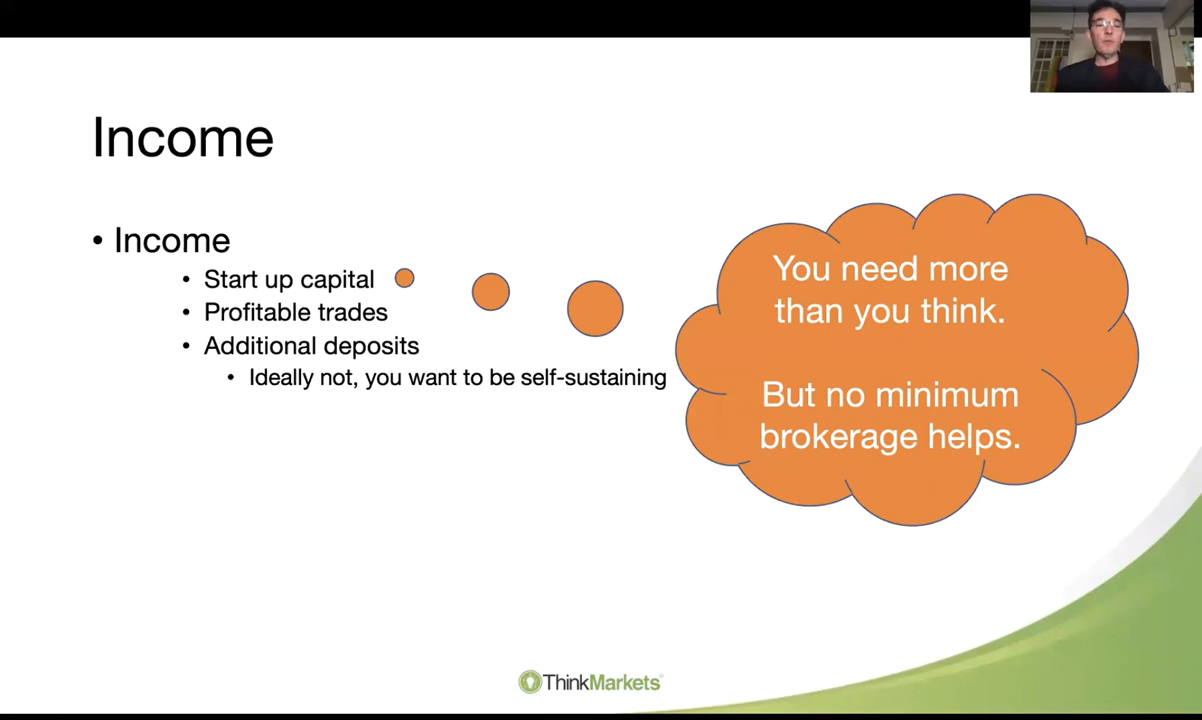 Income
• Income
• Start up capital
• Profitable trades
• Additional deposits
• Ideally not, you want to be self-sustaining
You need more
than you think.
But no minimum
brokerage helps.
ThinkMarkets